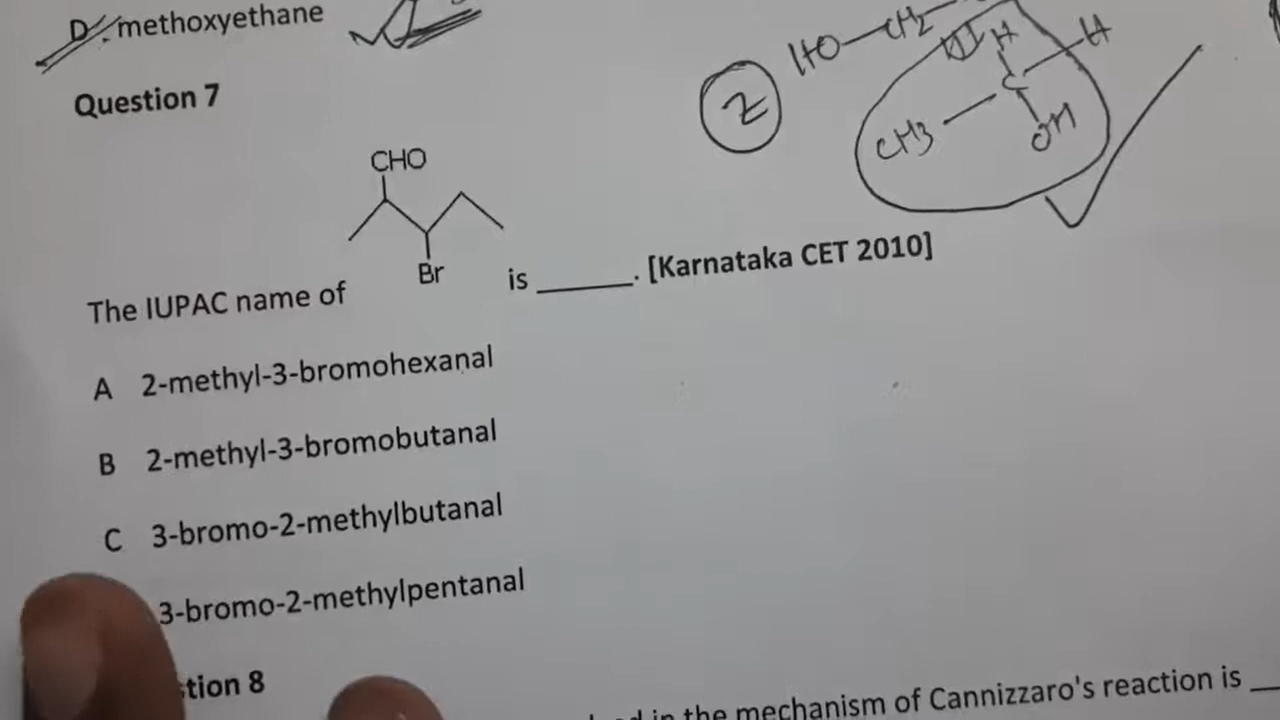 D. methoxyethane
HO—CH2—
H
H
C
CH3
OH
2
Question 7
CHO
Br
The IUPAC name of is ______. [Karnataka CET 2010]
A 2-methyl-3-bromohexanal
B 2-methyl-3-bromobutanal
C 3-bromo-2-methylbutanal
3-bromo-2-methylpentanal
tion 8
in the mechanism of Cannizzaro's reaction is __